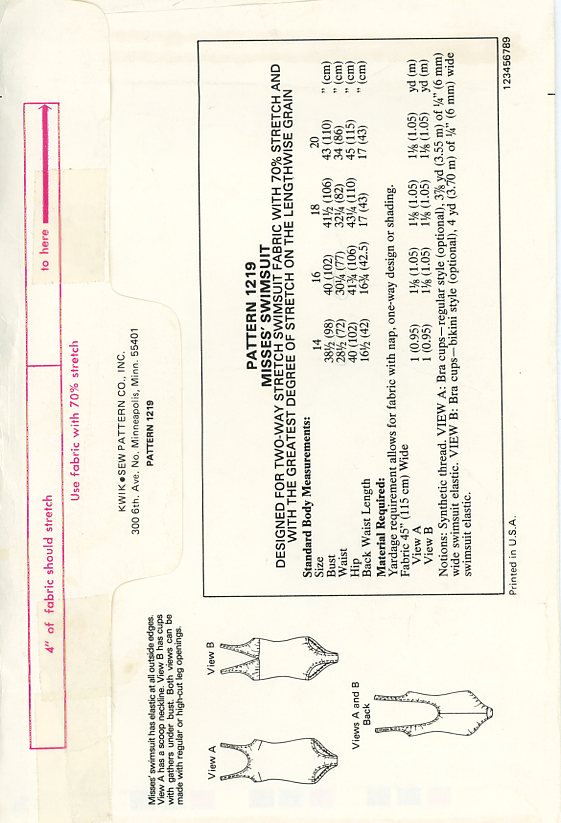 4" of fabric should stretch to here
Use fabric with 70% stretch
KWIK•SEW PATTERN CO., INC.
300 6th. Ave. No. Minneapolis, Minn. 55401
PATTERN 1219
Misses' swimsuit has elastic at all outside edges.
View A has a scoop neckline. View B has cups
with gathers under bust. Both views can be
made with regular or high-cut leg openings.
View A
View B
Views A and B
Back
PATTERN 1219
MISSES' SWIMSUIT
DESIGNED FOR TWO-WAY STRETCH SWIMSUIT FABRIC WITH 70% STRETCH AND
WITH THE GREATEST DEGREE OF STRETCH ON THE LENGTHWISE GRAIN
Standard Body Measurements:
Size 14 16 18 20
Bust 38½ (98) 40 (102) 41½ (106) 43 (110) " (cm)
Waist 28½ (72) 30¼ (77) 32¼ (82) 34 (86) " (cm)
Hip 40 (102) 41¾ (106) 43¼ (110) 45 (115) " (cm)
Back Waist Length 16½ (42) 16¾ (42.5) 17 (43) 17 (43) " (cm)
Material Required:
Yardage requirement allows for fabric with nap, one-way design or shading.
Fabric 45" (115 cm) Wide
View A 1 (0.95) 1⅛ (1.05) 1⅛ (1.05) 1⅛ (1.05) yd (m)
View B 1 (0.95) 1⅛ (1.05) 1⅛ (1.05) 1⅛ (1.05) yd (m)
Notions: Synthetic thread. VIEW A: Bra cups—regular style (optional), 3⅞ yd (3.55 m) of ¼" (6 mm)
wide swimsuit elastic. VIEW B: Bra cups—bikini style (optional), 4 yd (3.70 m) of ¼" (6 mm) wide
swimsuit elastic.
Printed in U.S.A.
123456789